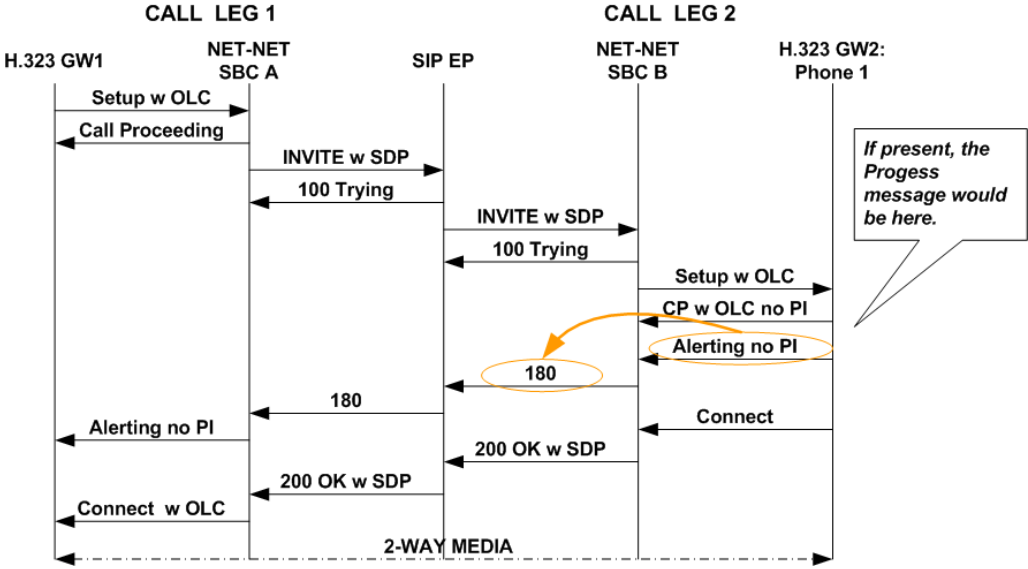 CALL LEG 1
CALL LEG 2
H.323 GW1
NET-NET
SBC A
SIP EP
NET-NET
SBC B
H.323 GW2:
Phone 1
Setup w OLC
Call Proceeding
INVITE w SDP
100 Trying
INVITE w SDP
100 Trying
Setup w OLC
CP w OLC no PI
Alerting no PI
180
180
Alerting no PI
Connect
200 OK w SDP
200 OK w SDP
Connect w OLC
2-WAY MEDIA
If present, the
Progess
message would
be here.